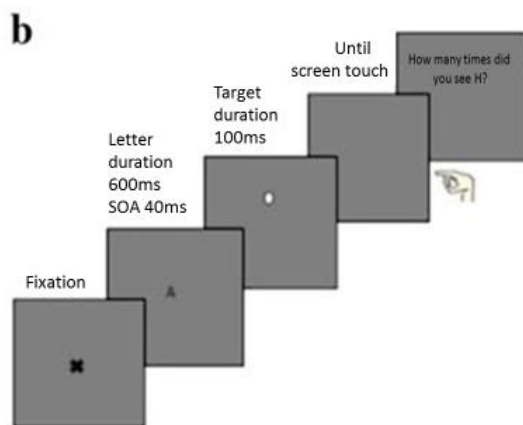 b
Fixation
Letter
duration
600ms
SOA 40ms
A
Target
duration
100ms
Until
screen touch
How many times did
you see H?